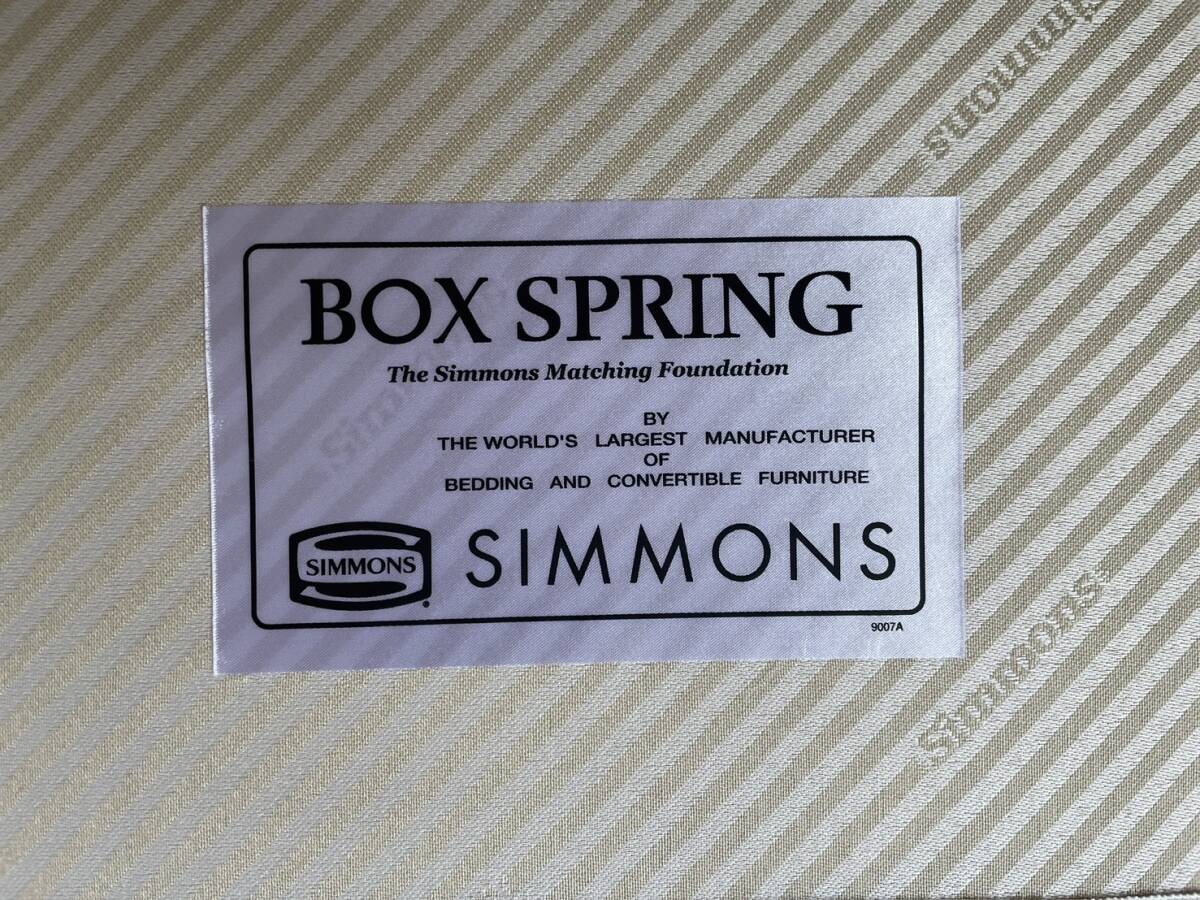 Simmons
BOX SPRING
The Simmons Matching Foundation
BY
THE WORLD'S LARGEST MANUFACTURER
OF
BEDDING AND CONVERTIBLE FURNITURE
SIMMONS
SIMMONS
9007A
Simmons